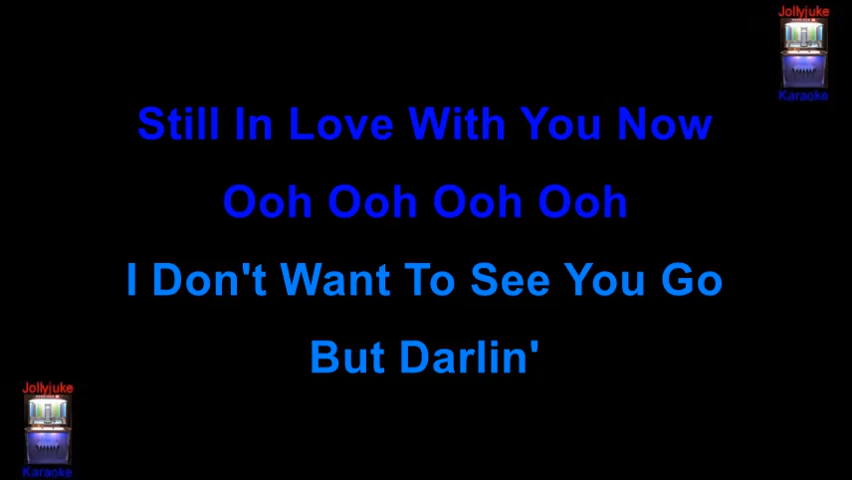 Jollyjuke
Karaoke
Still In Love With You Now
Ooh Ooh Ooh Ooh
I Don't Want To See You Go
But Darlin'
Jollyjuke
Karaoke